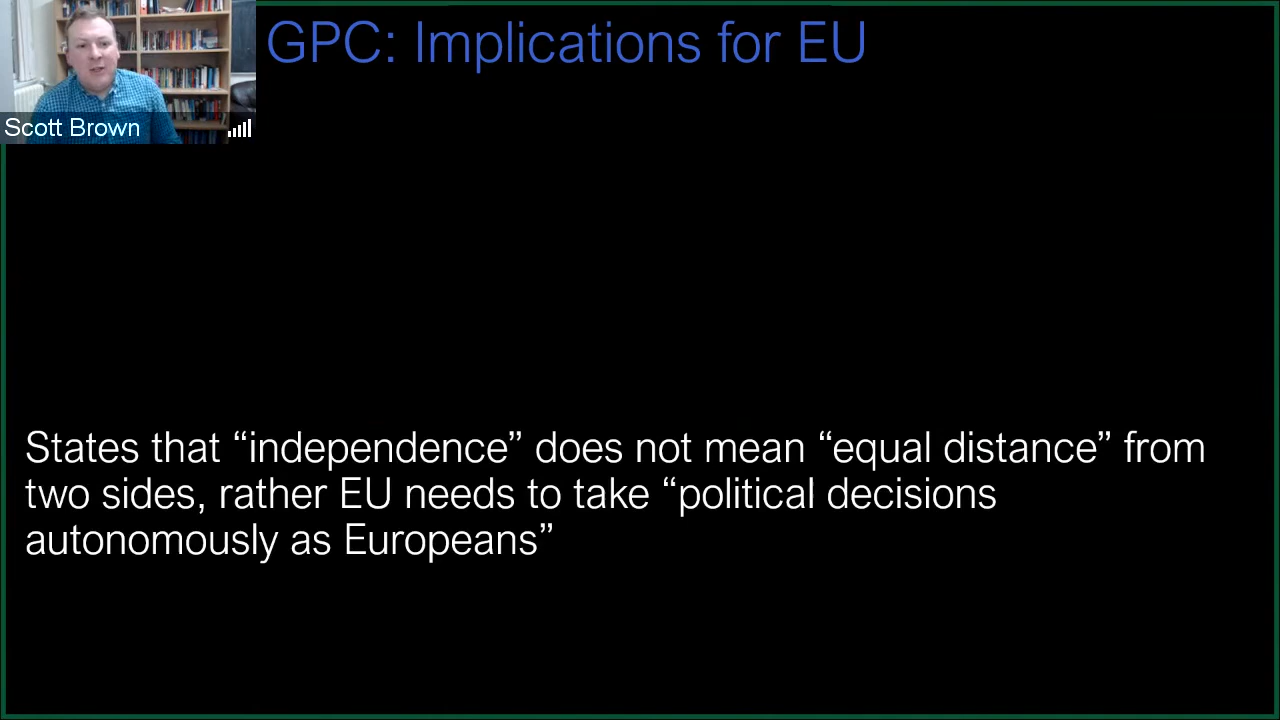 GPC: Implications for EU
Scott Brown
States that “independence” does not mean “equal distance” from
two sides, rather EU needs to take “political decisions
autonomously as Europeans”